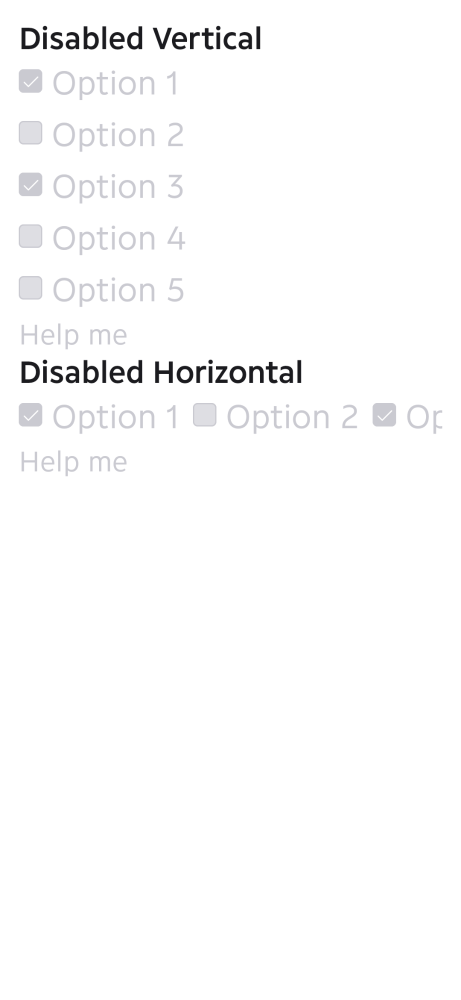 Disabled Vertical
Option 1
Option 2
Option 3
Option 4
Option 5
Help me
Disabled Horizontal
Option 1 Option 2 Op
Help me